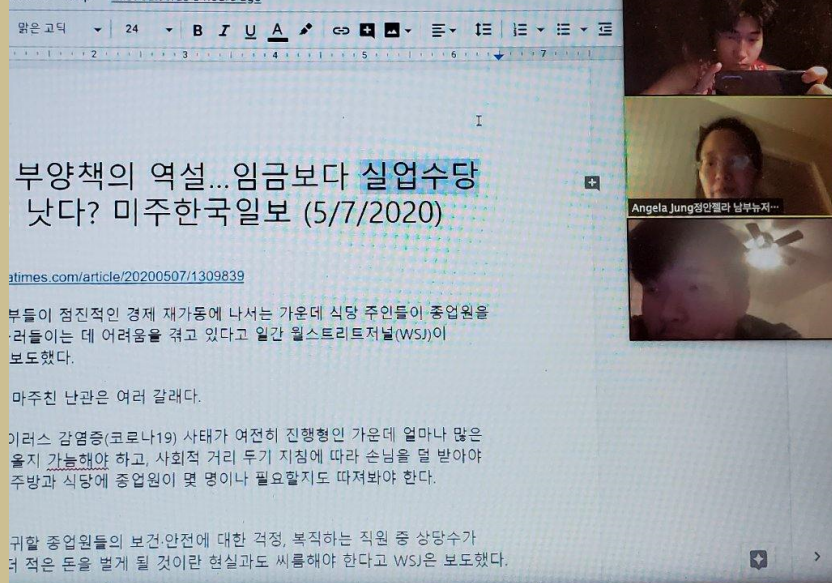 맑은 고딕 24 B I U A
2 3 4 5 6 7
부양책의 역설...임금보다 실업수당
낫다? 미주한국일보 (5/7/2020)
atimes.com/article/20200507/1309839
부들이 점진적인 경제 재가동에 나서는 가운데 식당 주인들이 종업원을
러들이는 데 어려움을 겪고 있다고 일간 월스트리트저널(WSJ)이
보도했다.
마주친 난관은 여러 갈래다.
이러스 감염증(코로나19) 사태가 여전히 진행형인 가운데 얼마나 많은
올지 가늠해야 하고, 사회적 거리 두기 지침에 따라 손님을 덜 받아야
주방과 식당에 종업원이 몇 명이나 필요할지도 따져봐야 한다.
귀할 종업원들의 보건·안전에 대한 걱정, 복직하는 직원 중 상당수가
적은 돈을 벌게 될 것이란 현실과도 씨름해야 한다고 WSJ은 보도했다.
Angela Jung정안젤라 남부뉴저···